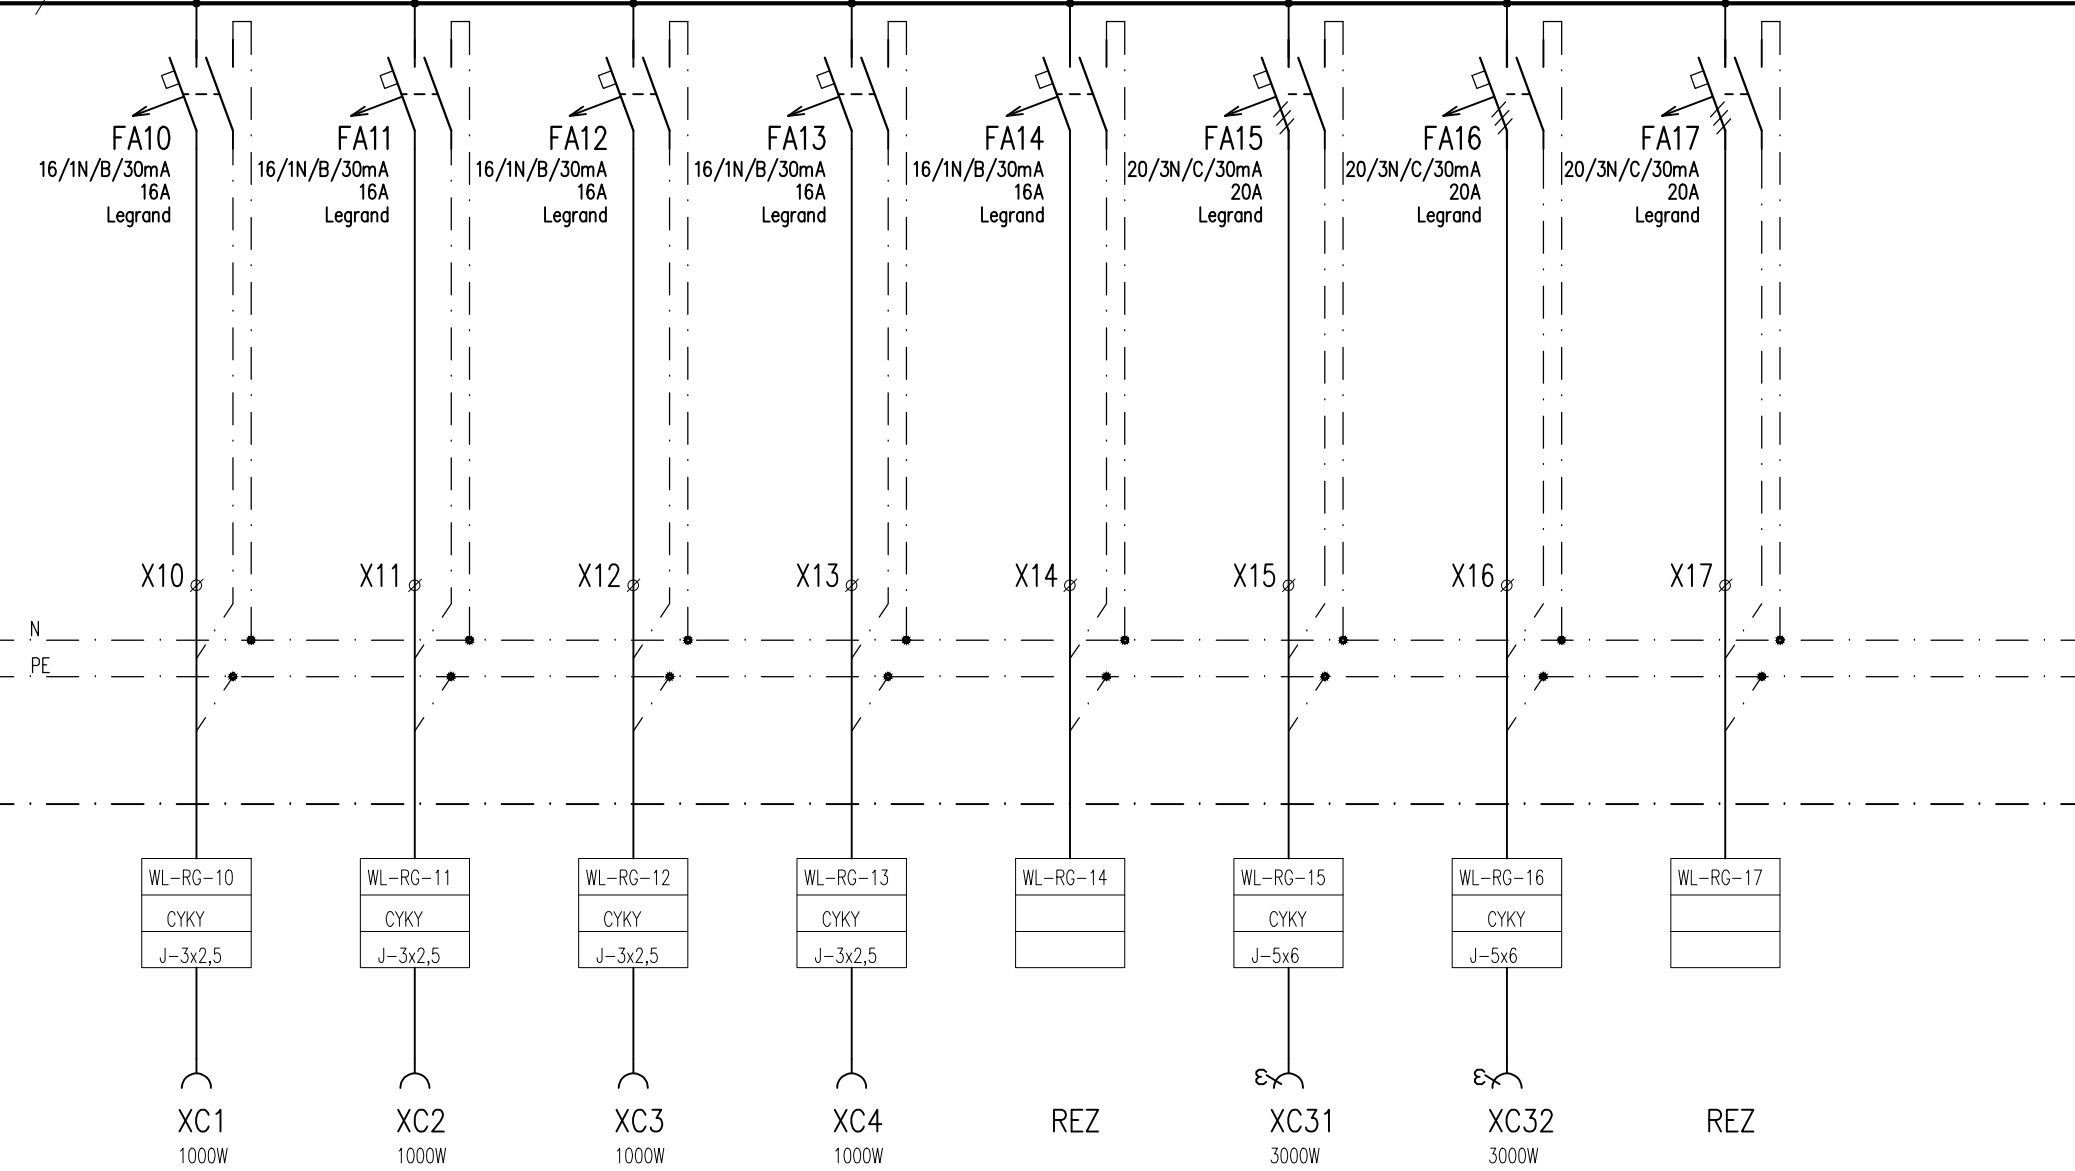 FA10
16/1N/B/30mA
16A
Legrand
FA11
16/1N/B/30mA
16A
Legrand
FA12
16/1N/B/30mA
16A
Legrand
FA13
16/1N/B/30mA
16A
Legrand
FA14
16/1N/B/30mA
16A
Legrand
FA15
20/3N/C/30mA
20A
Legrand
FA16
20/3N/C/30mA
20A
Legrand
FA17
20/3N/C/30mA
20A
Legrand
X10
X11
X12
X13
X14
X15
X16
X17
N
PE
WL-RG-10
CYKY
J-3x2,5
WL-RG-11
CYKY
J-3x2,5
WL-RG-12
CYKY
J-3x2,5
WL-RG-13
CYKY
J-3x2,5
WL-RG-14
WL-RG-15
CYKY
J-5x6
WL-RG-16
CYKY
J-5x6
WL-RG-17
XC1
1000W
XC2
1000W
XC3
1000W
XC4
1000W
REZ
3
XC31
3000W
3
XC32
3000W
REZ